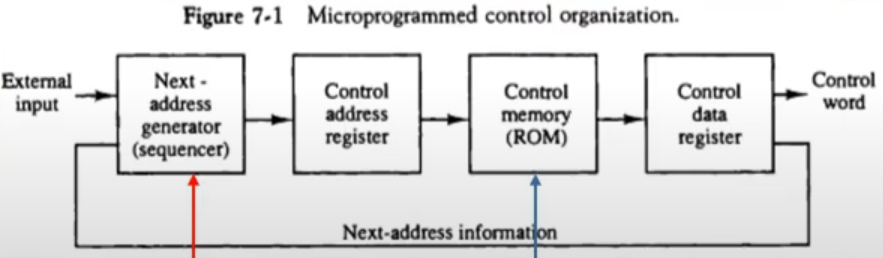 Figure 7-1 Microprogrammed control organization.
External
input
Next -
address
generator
(sequencer)
Control
address
register
Control
memory
(ROM)
Control
data
register
Control
word
Next-address information